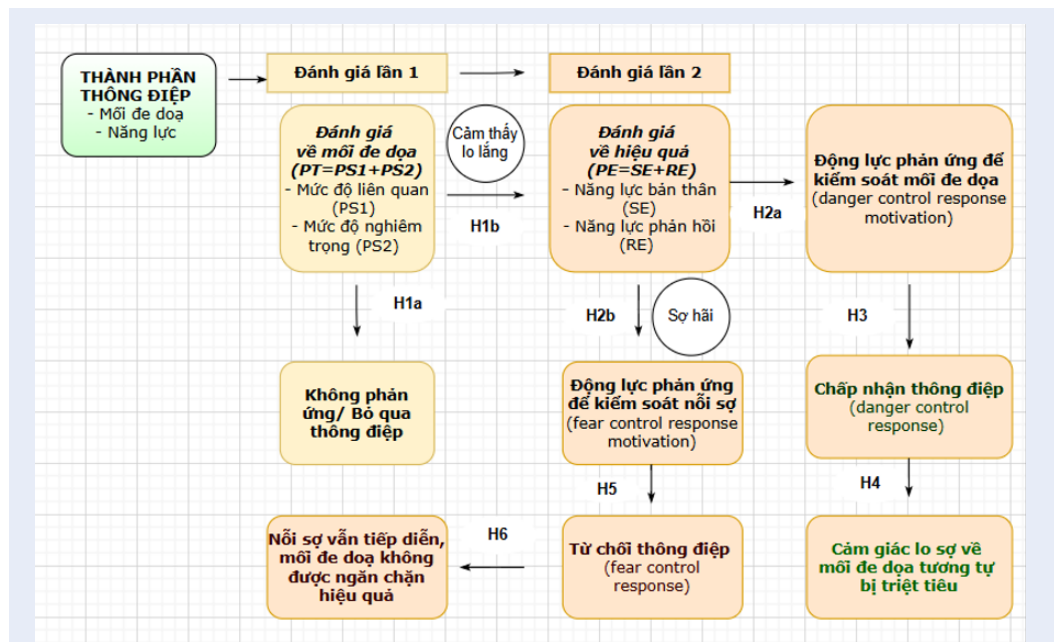 THÀNH PHẦN
THÔNG ĐIỆP
- Mối đe doạ
- Năng lực
Đánh giá lần 1
Đánh giá lần 2
Đánh giá
về mối đe dọa
(PT=PS1+PS2)
- Mức độ liên quan
(PS1)
- Mức độ nghiêm
trọng (PS2)
Cảm thấy
lo lắng
H1b
Đánh giá
về hiệu quả
(PE=SE+RE)
- Năng lực bản thân
(SE)
- Năng lực phản hồi
(RE)
H2a
Động lực phản ứng để
kiểm soát mối đe dọa
(danger control response
motivation)
H1a
H2b
Sợ hãi
H3
Không phản
ứng/ Bỏ qua
thông điệp
Động lực phản ứng
để kiểm soát nỗi sợ
(fear control response
motivation)
Chấp nhận thông điệp
(danger control
response)
H5
H4
Nỗi sợ vẫn tiếp diễn,
mối đe doạ không
được ngăn chặn
hiệu quả
H6
Từ chối thông điệp
(fear control
response)
Cảm giác lo sợ về
mối đe dọa tương tự
bị triệt tiêu